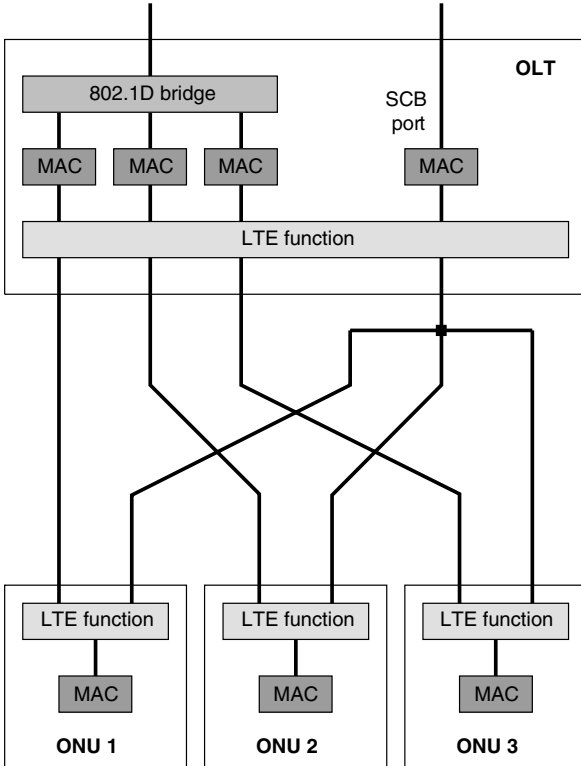 OLT
802.1D bridge
SCB
port
MAC MAC MAC MAC
LTE function
LTE function LTE function LTE function
MAC MAC MAC
ONU 1 ONU 2 ONU 3